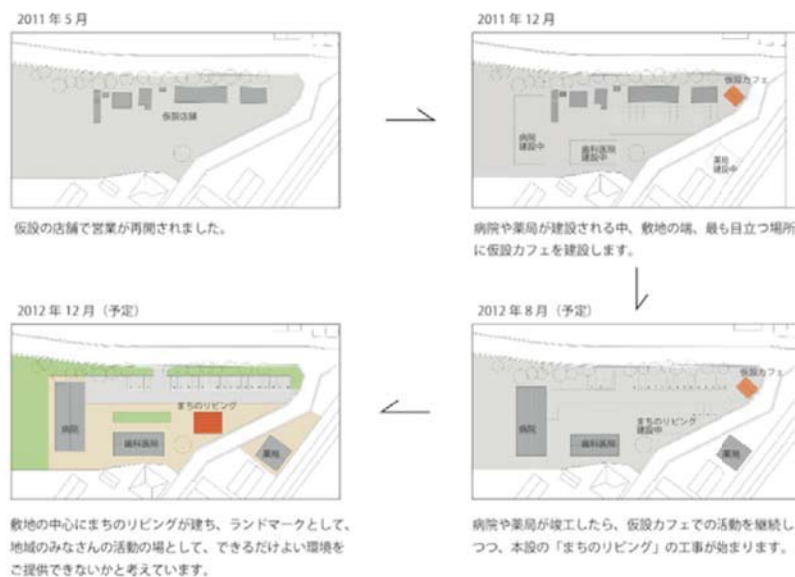 2011年5月
仮設店舗
仮設の店舗で営業が再開されました。
2011年12月
仮設カフェ
病院
建設中
歯科医院
建設中
薬局
建設中
病院や薬局が建設される中、敷地の端、最も目立つ場所
に仮設カフェを建設します。
2012年8月（予定）
仮設カフェ
まちのリビング
建設中
病院
歯科医院
薬局
病院や薬局が竣工したら、仮設カフェでの活動を継続し
つつ、本設の「まちのリビング」の工事が始まります。
2012年12月（予定）
まちのリビング
病院
歯科医院
薬局
敷地の中心にまちのリビングが建ち、ランドマークとして、
地域のみなさんの活動の場として、できるだけよい環境を
ご提供できないかと考えています。